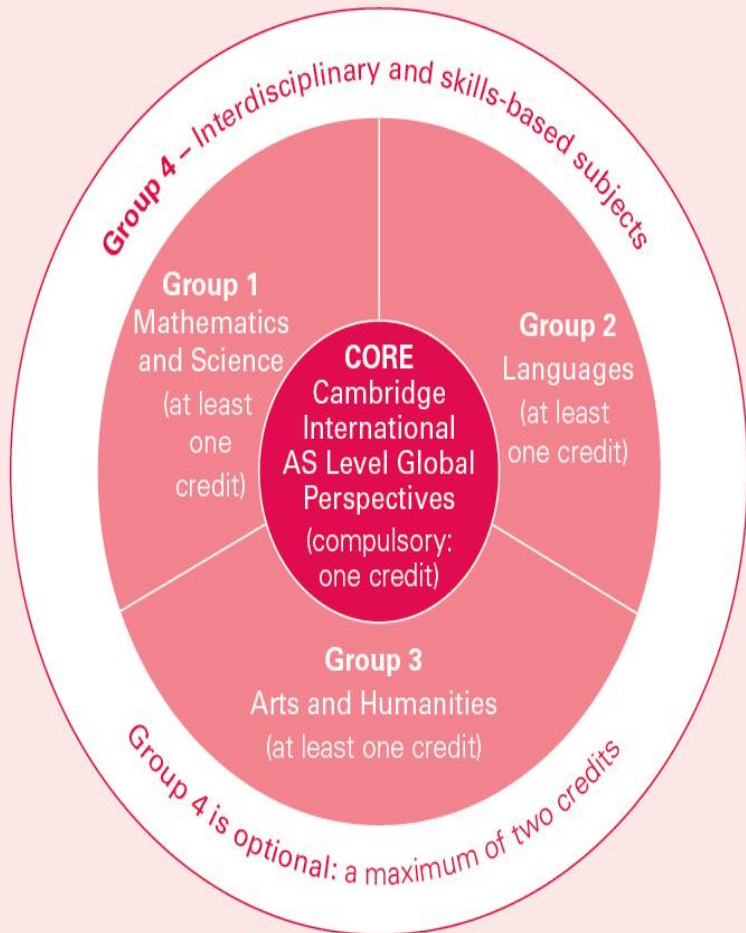 Group 4 – Interdisciplinary and skills-based subjects
Group 1
Mathematics
and Science
(at least
one
credit)
CORE
Cambridge
International
AS Level Global
Perspectives
(compulsory:
one credit)
Group 2
Languages
(at least
one credit)
Group 3
Arts and Humanities
(at least one credit)
Group 4 is optional: a maximum of two credits